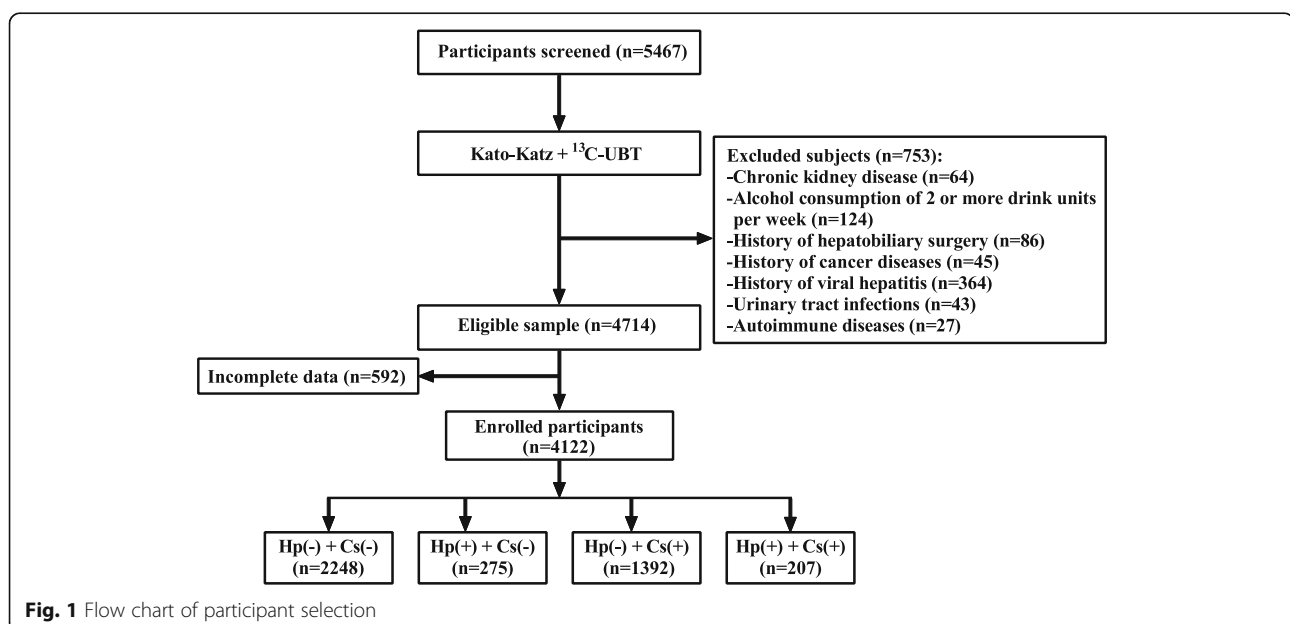 Participants screened (n=5467)
Kato-Katz + ¹³C-UBT
Excluded subjects (n=753):
-Chronic kidney disease (n=64)
-Alcohol consumption of 2 or more drink units
per week (n=124)
-History of hepatobiliary surgery (n=86)
-History of cancer diseases (n=45)
-History of viral hepatitis (n=364)
-Urinary tract infections (n=43)
-Autoimmune diseases (n=27)
Eligible sample (n=4714)
Incomplete data (n=592)
Enrolled participants
(n=4122)
Hp(-) + Cs(-)
(n=2248)
Hp(+) + Cs(-)
(n=275)
Hp(-) + Cs(+)
(n=1392)
Hp(+) + Cs(+)
(n=207)
Fig. 1 Flow chart of participant selection